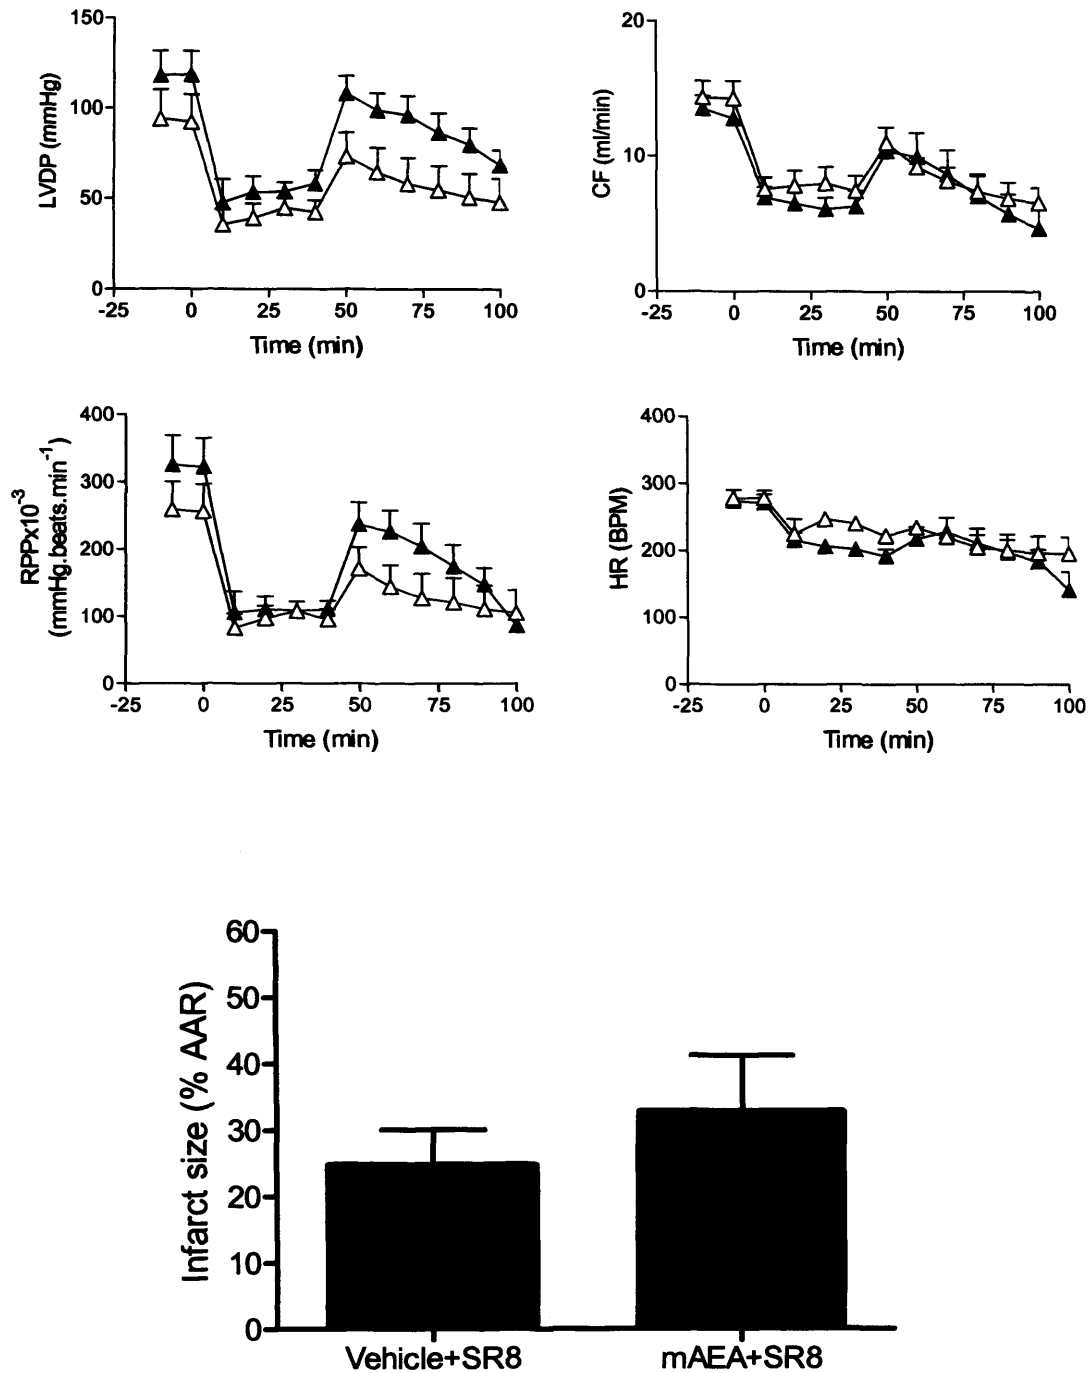 150
100
50
0
LVDP (mmHg)
-25 0 25 50 75 100
Time (min)
20
10
0
CF (ml/min)
-25 0 25 50 75 100
Time (min)
400
300
200
100
0
RPPx10-3
(mmHg.beats.min-1)
-25 0 25 50 75 100
Time (min)
400
300
200
100
0
HR (BPM)
-25 0 25 50 75 100
Time (min)
60
50
40
30
20
10
0
Infarct size (% AAR)
Vehicle+SR8 mAEA+SR8